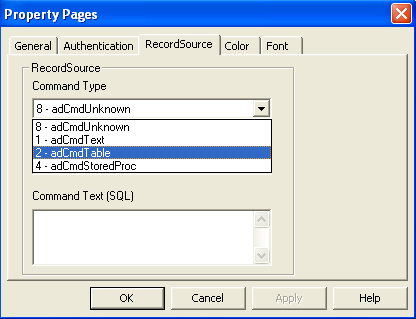 Property Pages
General Authentication RecordSource Color Font
RecordSource
Command Type
8 - adCmdUnknown
8 - adCmdUnknown
1 - adCmdText
2 - adCmdTable
4 - adCmdStoredProc
Command Text (SQL)
OK Cancel Apply Help